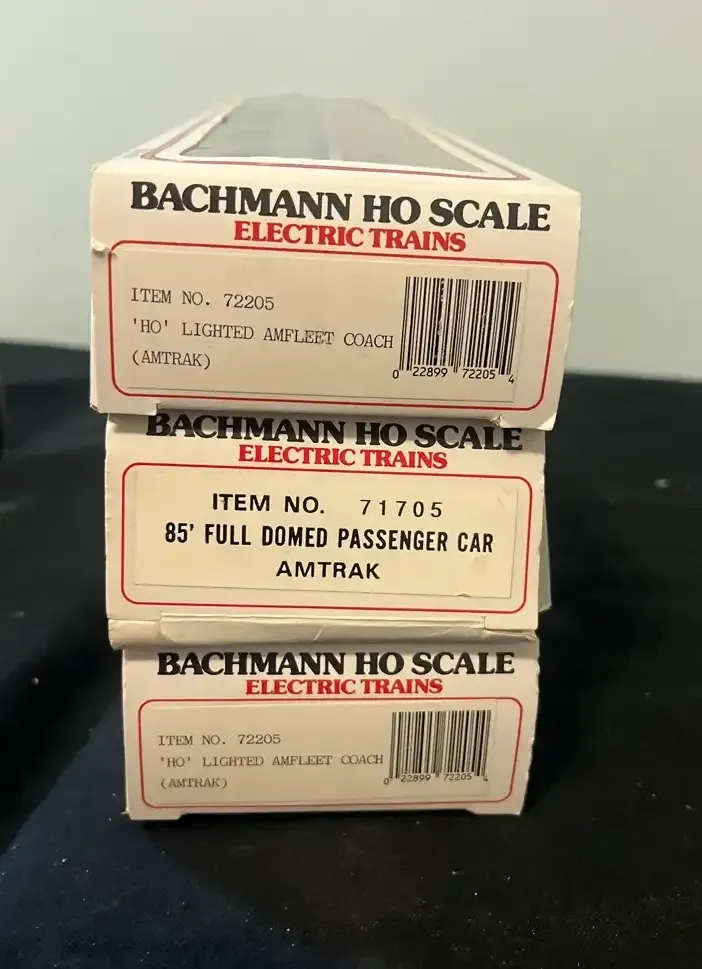 BACHMANN HO SCALE
ELECTRIC TRAINS
ITEM NO. 72205
'HO' LIGHTED AMFLEET COACH
(AMTRAK)
0 22899 72205 4
BACHMANN HO SCALE
ELECTRIC TRAINS
ITEM NO. 71705
85' FULL DOMED PASSENGER CAR
AMTRAK
BACHMANN HO SCALE
ELECTRIC TRAINS
ITEM NO. 72205
'HO' LIGHTED AMFLEET COACH
(AMTRAK)
0 22899 72205 4